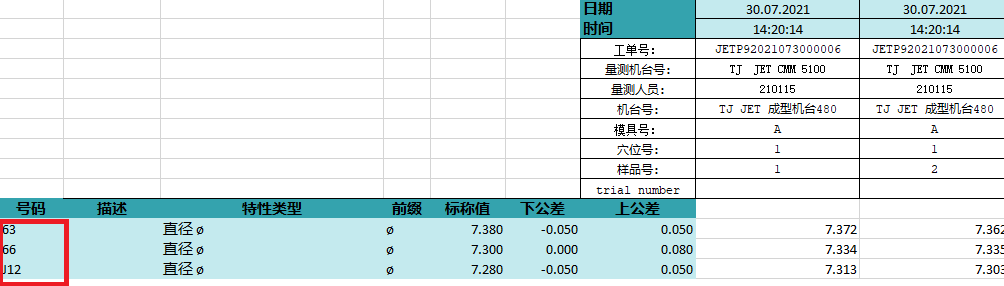 日期 30.07.2021 30.07.2021
时间 14:20:14 14:20:14
工单号: JETP92021073000006 JETP92021073000006
量测机台号: TJ JET CMM 5100 TJ JET CMM 5100
量测人员: 210115 210115
机台号: TJ JET 成型机台480 TJ JET 成型机台480
模具号: A A
穴位号: 1 1
样品号: 1 2
trial number
号码 描述 特性类型 前缀 标称值 下公差 上公差
63 直径 ø ø 7.380 -0.050 0.050 7.372 7.362
66 直径 ø ø 7.300 0.000 0.080 7.334 7.335
J12 直径 ø ø 7.280 -0.050 0.050 7.313 7.303